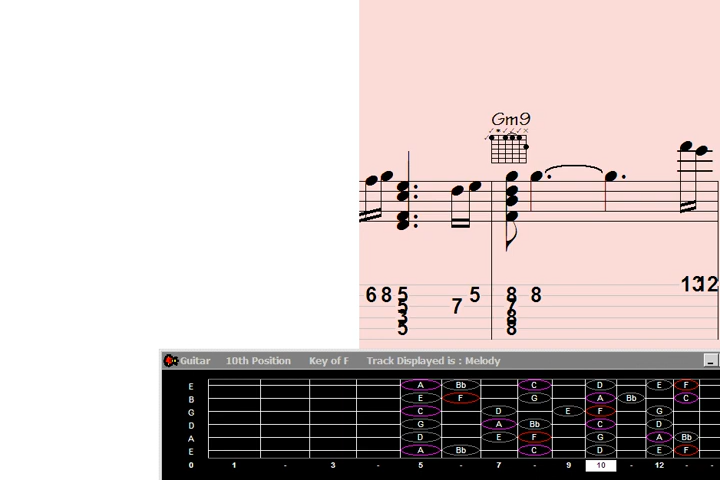 Gm9
6 8 5 5 8 8 13 12
5 7 7
3 8
5 8
Guitar 10th Position Key of F Track Displayed is : Melody
E A Bb C D E F
B E F G A Bb C
G C D E F G
D G A Bb C D
A D E F G A Bb
E A Bb C D E F
0 1 - 3 - 5 - 7 - 9 10 - 12 -